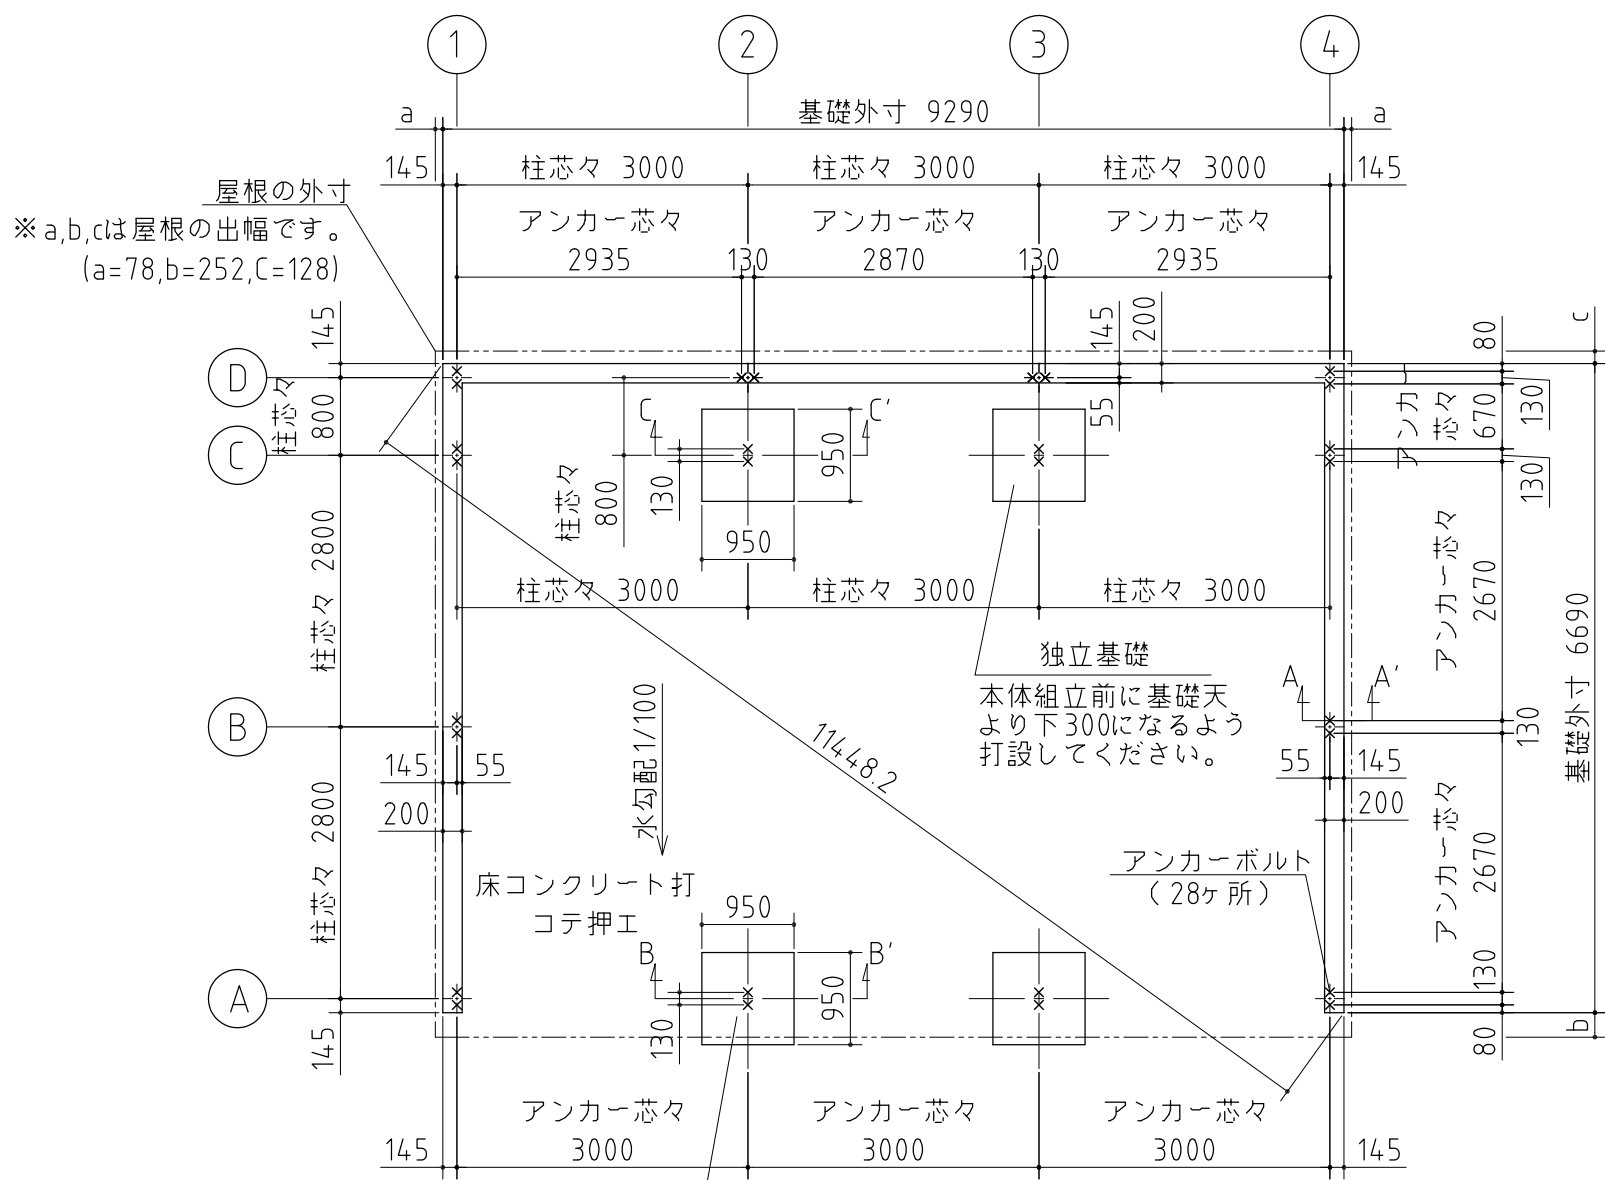 1
2
3
4
a
基礎外寸 9290
a
145
柱芯々 3000
柱芯々 3000
柱芯々 3000
145
屋根の外寸
※a,b,cは屋根の出幅です。
(a=78,b=252,C=128)
アンカー芯々
アンカー芯々
アンカー芯々
2935
130
2870
130
2935
145
145
200
80
c
D
柱芯々
800
C
C
C'
55
アンカ
芯々
670
130
130
950
柱芯々
800
130
950
柱芯々 2800
アンカー芯々
2670
柱芯々 3000
柱芯々 3000
柱芯々 3000
基礎外寸 6690
独立基礎
本体組立前に基礎天
より下300になるよう
打設してください。
A
A'
B
130
水勾配1/100
11448.2
145
55
200
55
145
200
柱芯々 2800
アンカー芯々
2670
床コンクリート打
コテ押エ
アンカーボルト
(28ケ所)
950
B
B'
950
130
A
130
80
b
145
アンカー芯々
アンカー芯々
アンカー芯々
145
3000
3000
3000
145